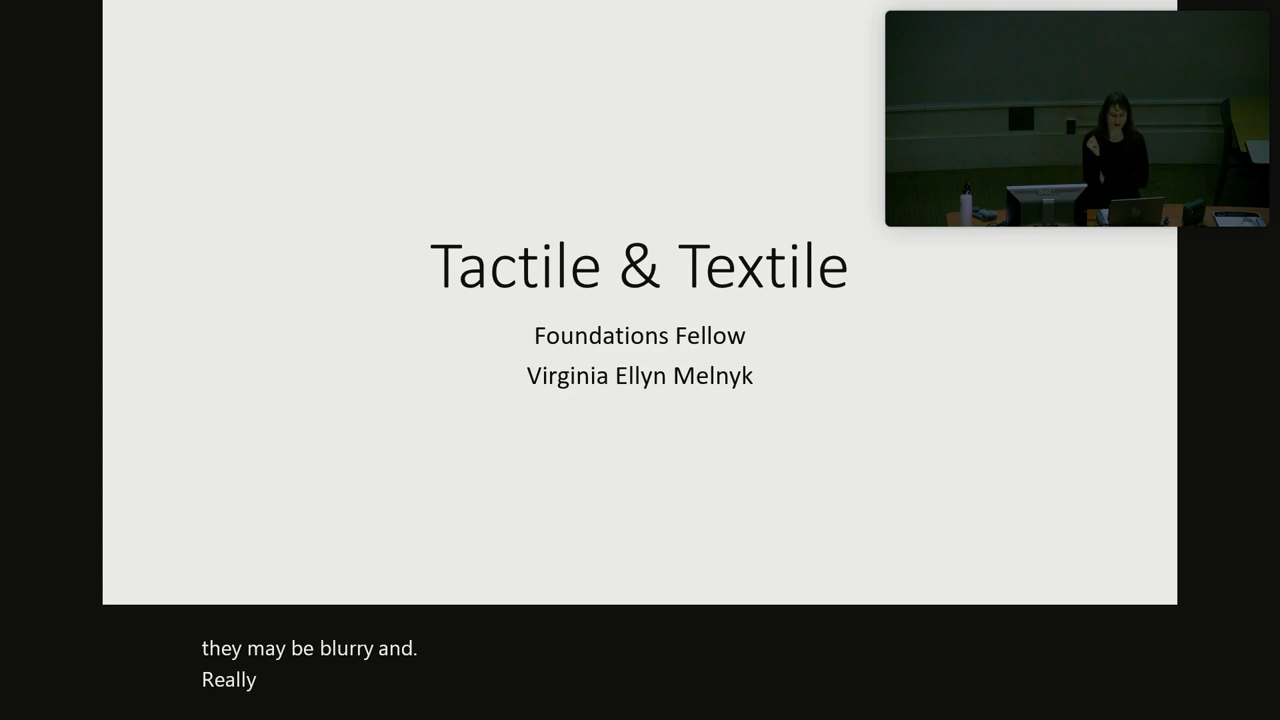 Tactile & Textile
Foundations Fellow
Virginia Ellyn Melnyk
they may be blurry and.
Really